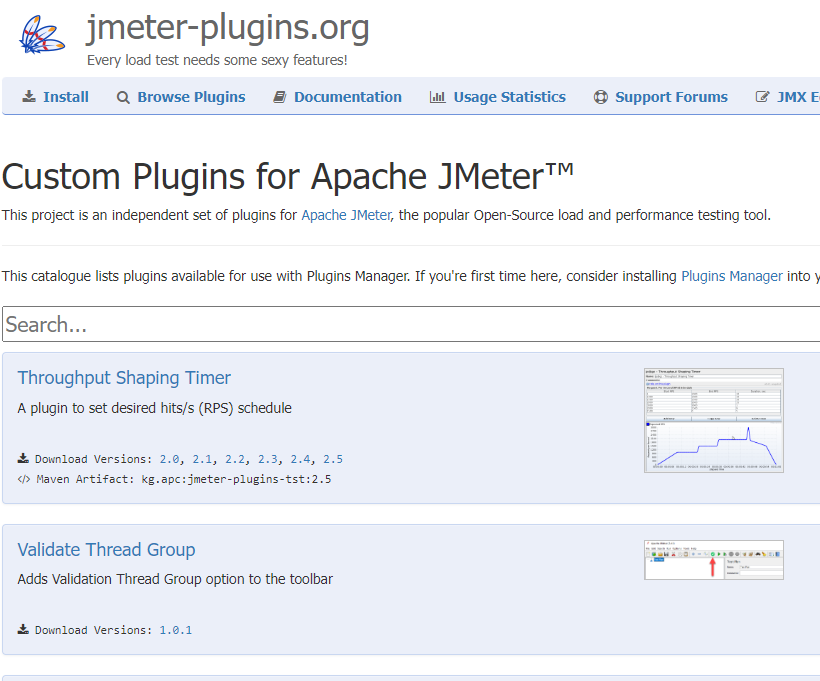 jmeter-plugins.org
Every load test needs some sexy features!
Install Browse Plugins Documentation Usage Statistics Support Forums JMX E
Custom Plugins for Apache JMeter™
This project is an independent set of plugins for Apache JMeter, the popular Open-Source load and performance testing tool.
This catalogue lists plugins available for use with Plugins Manager. If you're first time here, consider installing Plugins Manager into y
Search...
Throughput Shaping Timer
A plugin to set desired hits/s (RPS) schedule
Download Versions: 2.0, 2.1, 2.2, 2.3, 2.4, 2.5
</> Maven Artifact: kg.apc:jmeter-plugins-tst:2.5
Validate Thread Group
Adds Validation Thread Group option to the toolbar
Download Versions: 1.0.1